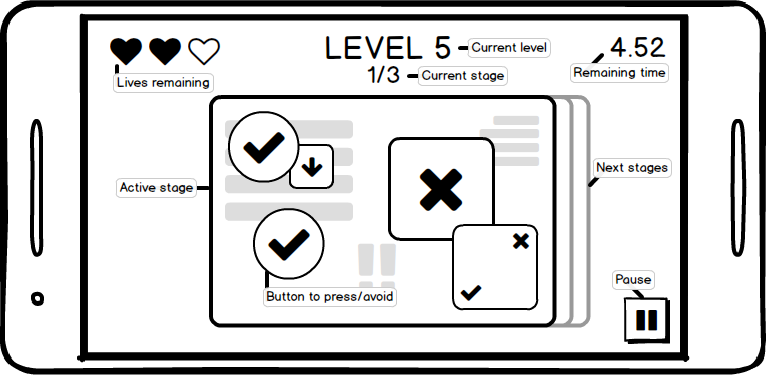 LEVEL 5
Current level
4.52
1/3
Current stage
Remaining time
Lives remaining
Active stage
Next stages
!!
Button to press/avoid
Pause